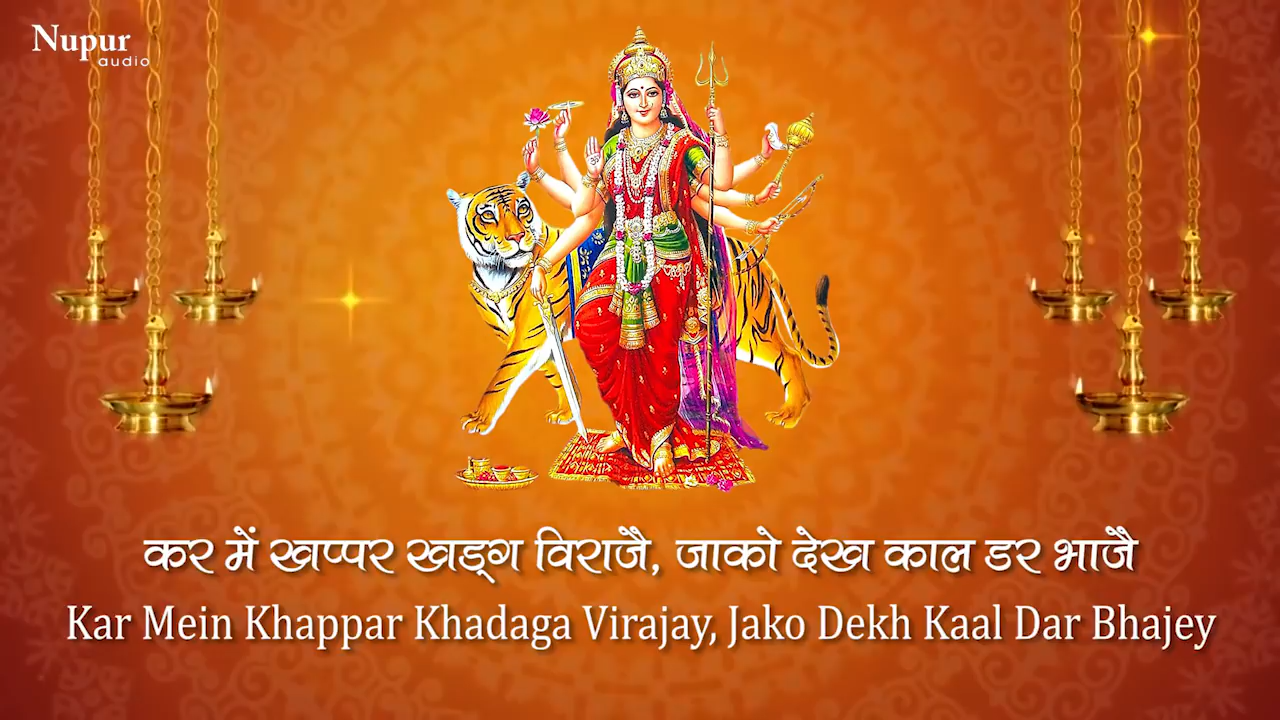 Nupur
audio
कर में खप्पर खड्ग विराजै, जाको देख काल डर भाजै
Kar Mein Khappar Khadaga Virajay, Jako Dekh Kaal Dar Bhajey